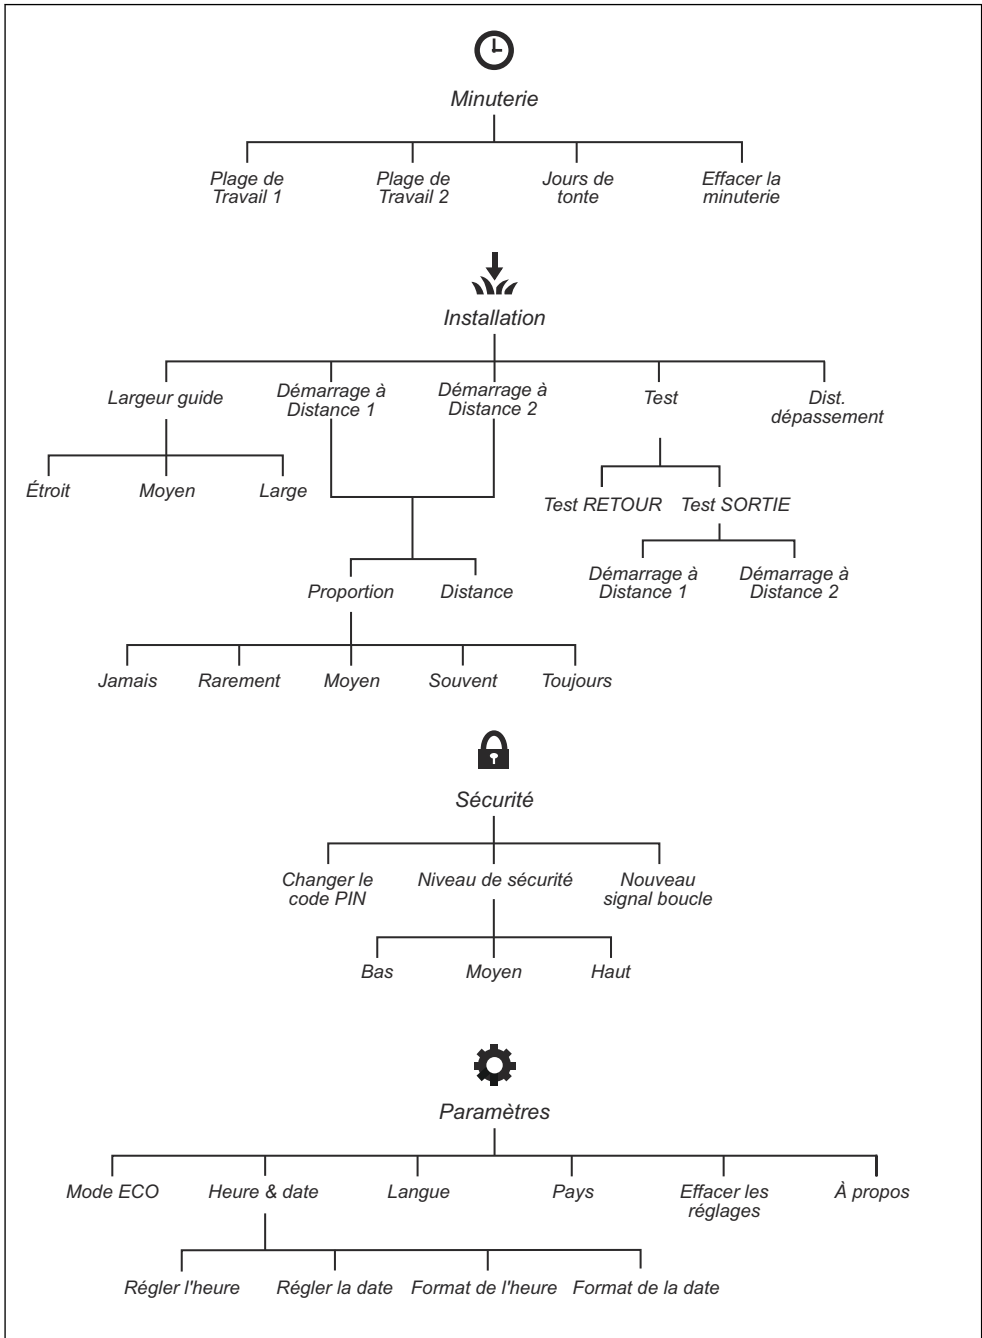 Minuterie
Plage de
Travail 1
Plage de
Travail 2
Jours de
tonte
Effacer la
minuterie
Installation
Largeur guide
Démarrage à
Distance 1
Démarrage à
Distance 2
Test
Dist.
dépassement
Étroit
Moyen
Large
Test RETOUR
Test SORTIE
Démarrage à
Distance 1
Démarrage à
Distance 2
Proportion
Distance
Jamais
Rarement
Moyen
Souvent
Toujours
Sécurité
Changer le
code PIN
Niveau de sécurité
Nouveau
signal boucle
Bas
Moyen
Haut
Paramètres
Mode ECO
Heure & date
Langue
Pays
Effacer les
réglages
À propos
Régler l'heure
Régler la date
Format de l'heure
Format de la date